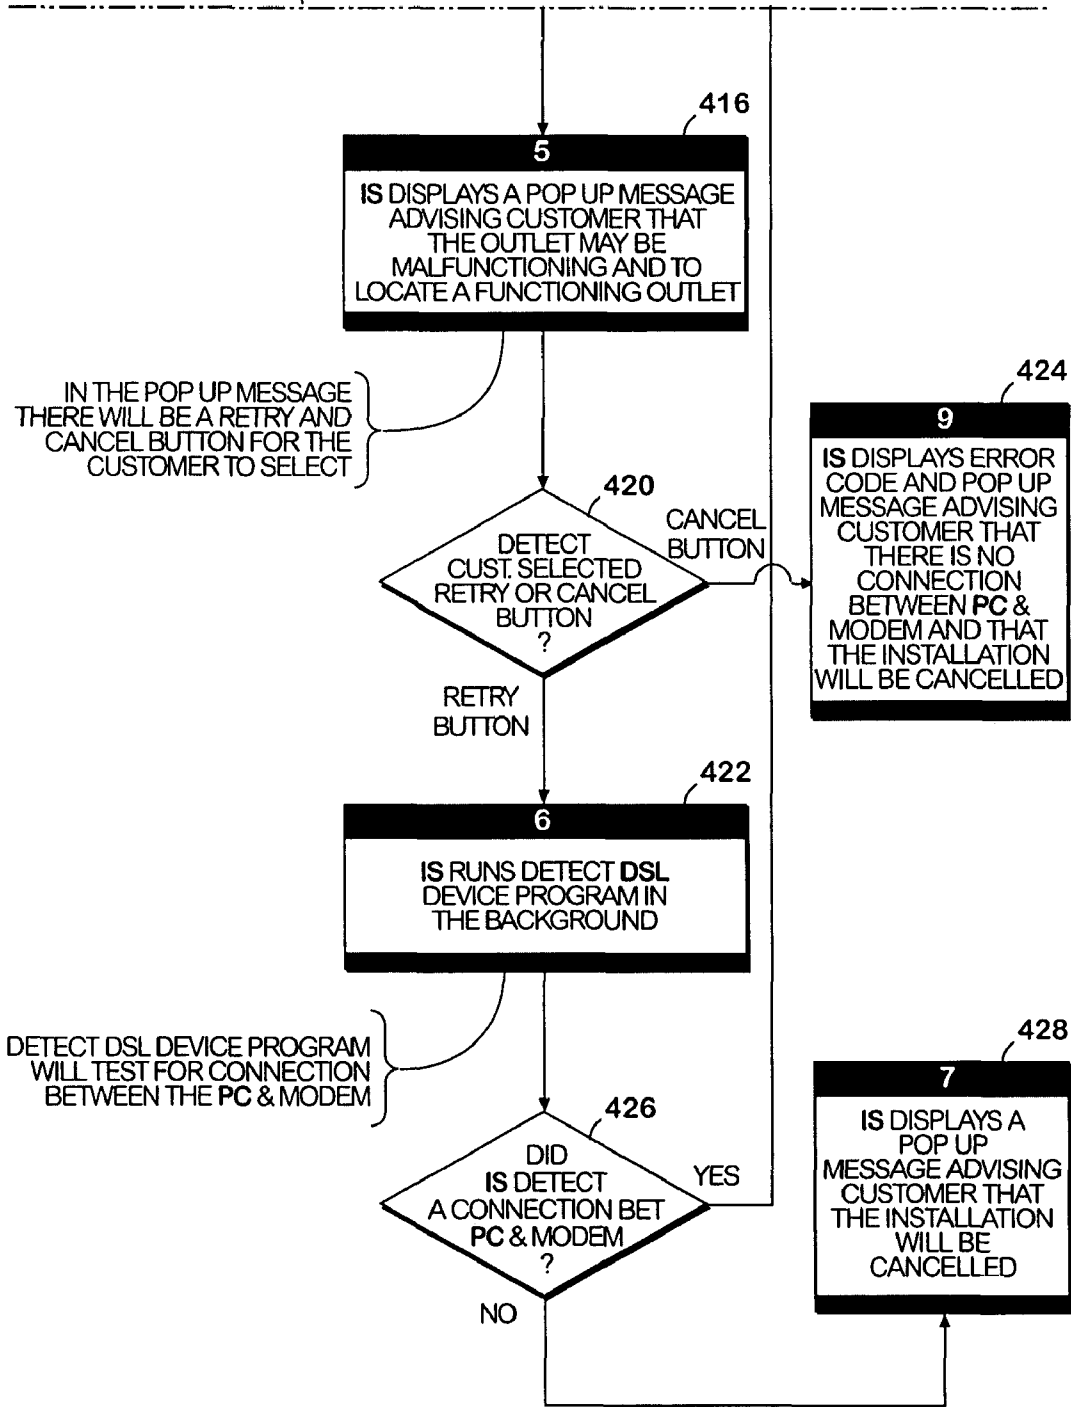 416
5
IS DISPLAYS A POP UP MESSAGE
ADVISING CUSTOMER THAT
THE OUTLET MAY BE
MALFUNCTIONING AND TO
LOCATE A FUNCTIONING OUTLET
IN THE POP UP MESSAGE
THERE WILL BE A RETRY AND
CANCEL BUTTON FOR THE
CUSTOMER TO SELECT
424
9
IS DISPLAYS ERROR
CODE AND POP UP
MESSAGE ADVISING
CUSTOMER THAT
THERE IS NO
CONNECTION
BETWEEN PC &
MODEM AND THAT
THE INSTALLATION
WILL BE CANCELLED
420
DETECT
CUST. SELECTED
RETRY OR CANCEL
BUTTON
?
CANCEL
BUTTON
RETRY
BUTTON
422
6
IS RUNS DETECT DSL
DEVICE PROGRAM IN
THE BACKGROUND
DETECT DSL DEVICE PROGRAM
WILL TEST FOR CONNECTION
BETWEEN THE PC & MODEM
426
DID
IS DETECT
A CONNECTION BET
PC & MODEM
?
YES
NO
428
7
IS DISPLAYS A
POP UP
MESSAGE ADVISING
CUSTOMER THAT
THE INSTALLATION
WILL BE
CANCELLED